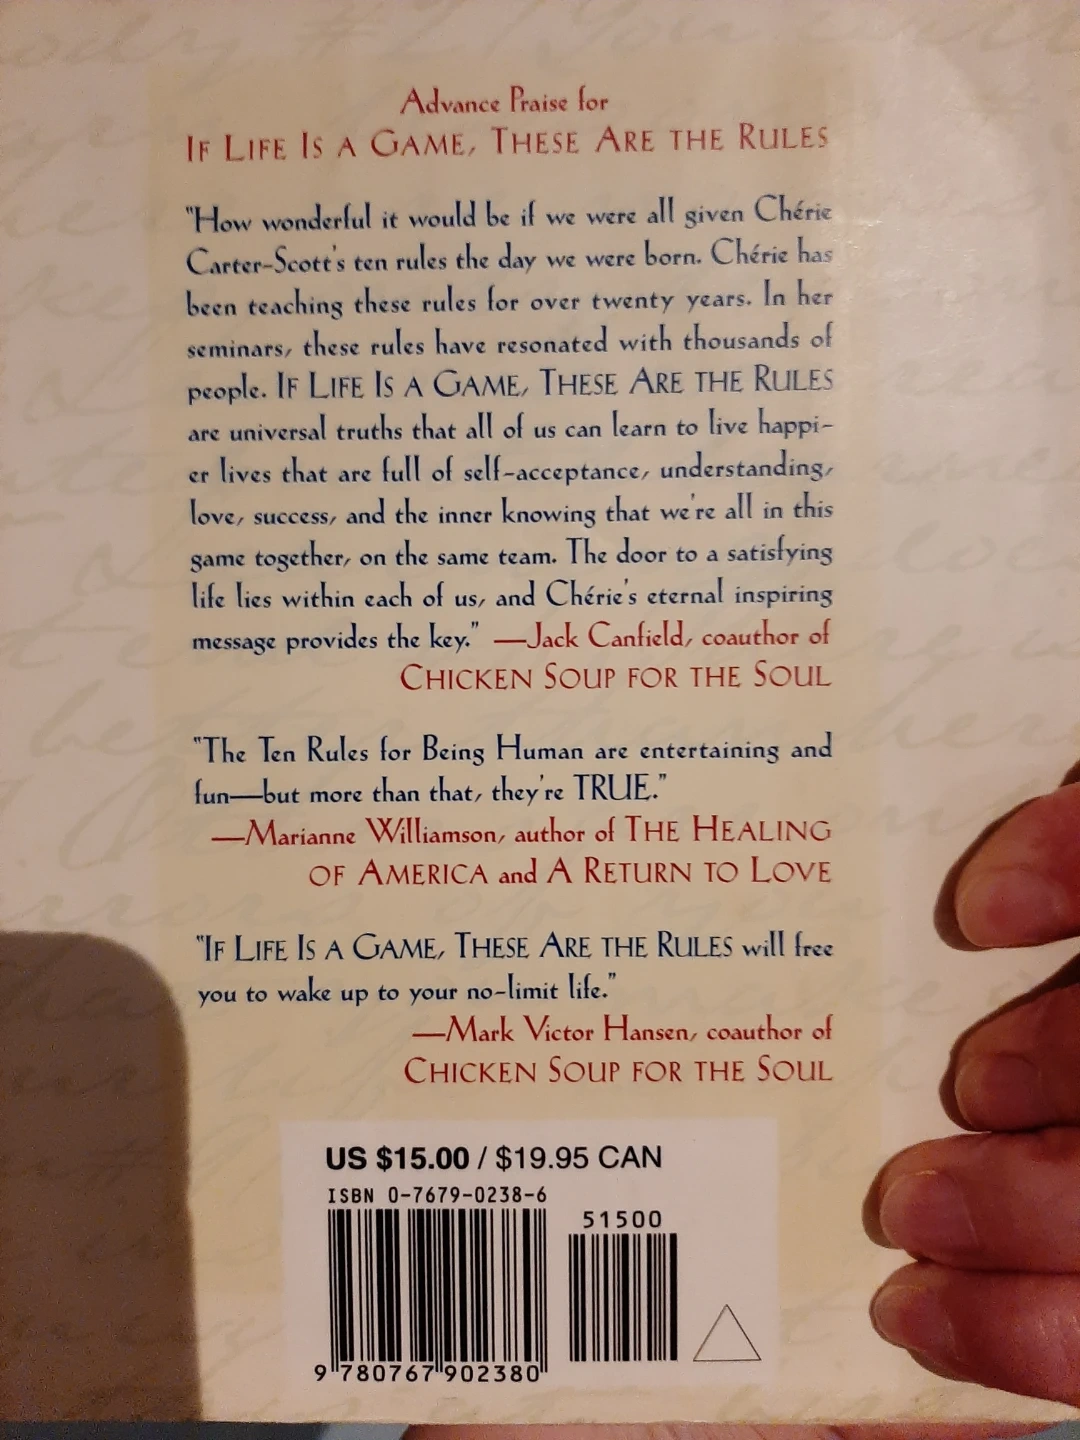 Advance Praise for
IF LIFE IS A GAME, THESE ARE THE RULES
"How wonderful it would be if we were all given Chérie
Carter-Scott's ten rules the day we were born. Chérie has
been teaching these rules for over twenty years. In her
seminars, these rules have resonated with thousands of
people. IF LIFE IS A GAME, THESE ARE THE RULES
are universal truths that all of us can learn to live happi-
er lives that are full of self-acceptance, understanding,
love, success, and the inner knowing that we're all in this
game together, on the same team. The door to a satisfying
life lies within each of us, and Chérie's eternal inspiring
message provides the key." —Jack Canfield, coauthor of
CHICKEN SOUP FOR THE SOUL
"The Ten Rules for Being Human are entertaining and
fun—but more than that, they're TRUE."
—Marianne Williamson, author of THE HEALING
OF AMERICA and A RETURN TO LOVE
"IF LIFE IS A GAME, THESE ARE THE RULES will free
you to wake up to your no-limit life."
—Mark Victor Hansen, coauthor of
CHICKEN SOUP FOR THE SOUL
US $15.00 / $19.95 CAN
ISBN 0-7679-0238-6
51500
9 780767 902380